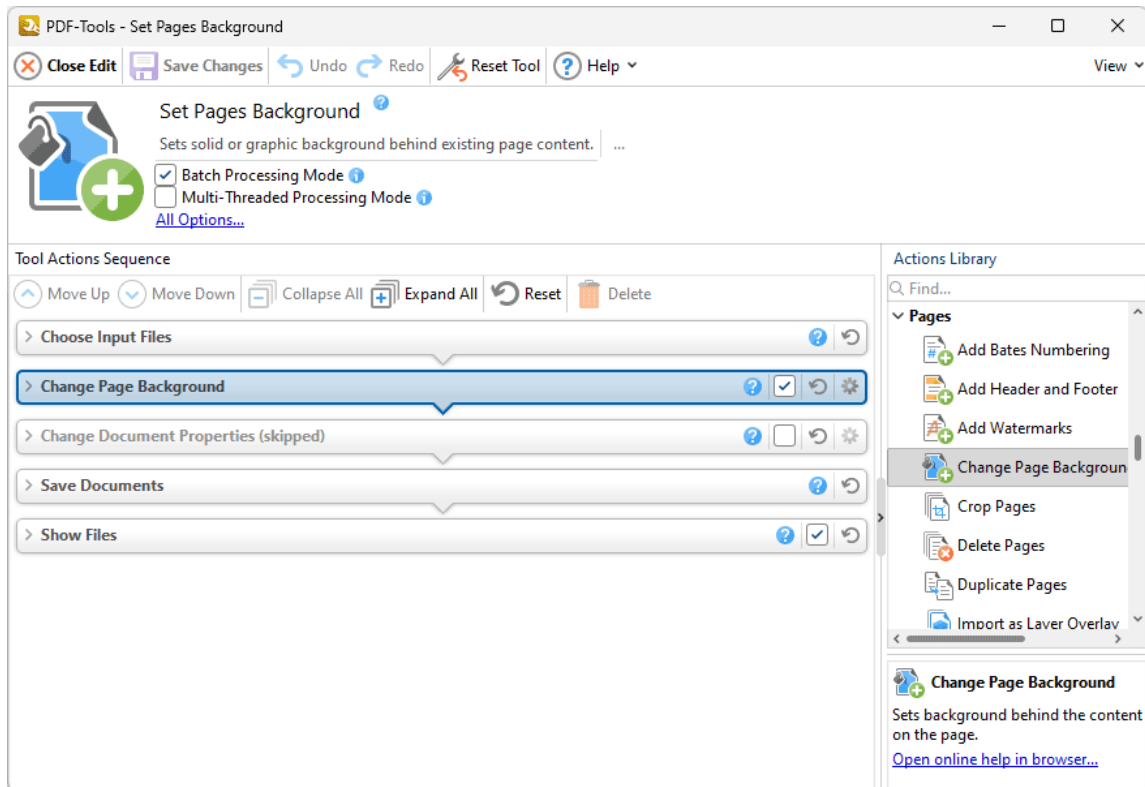 PDF-Tools - Set Pages Background
Close Edit Save Changes Undo Redo Reset Tool ? Help View
Set Pages Background ?
Sets solid or graphic background behind existing page content. ...
Batch Processing Mode i
Multi-Threaded Processing Mode i
All Options...
Tool Actions Sequence
Move Up Move Down Collapse All Expand All Reset Delete
Choose Input Files ?
Change Page Background ?
Change Document Properties (skipped) ?
Save Documents ?
Show Files ?
Actions Library
Find...
Pages
# Add Bates Numbering
Add Header and Footer
Add Watermarks
Change Page Backgroun
Crop Pages
Delete Pages
Duplicate Pages
Import as Layer Overlay
Change Page Background
Sets background behind the content
on the page.
Open online help in browser...